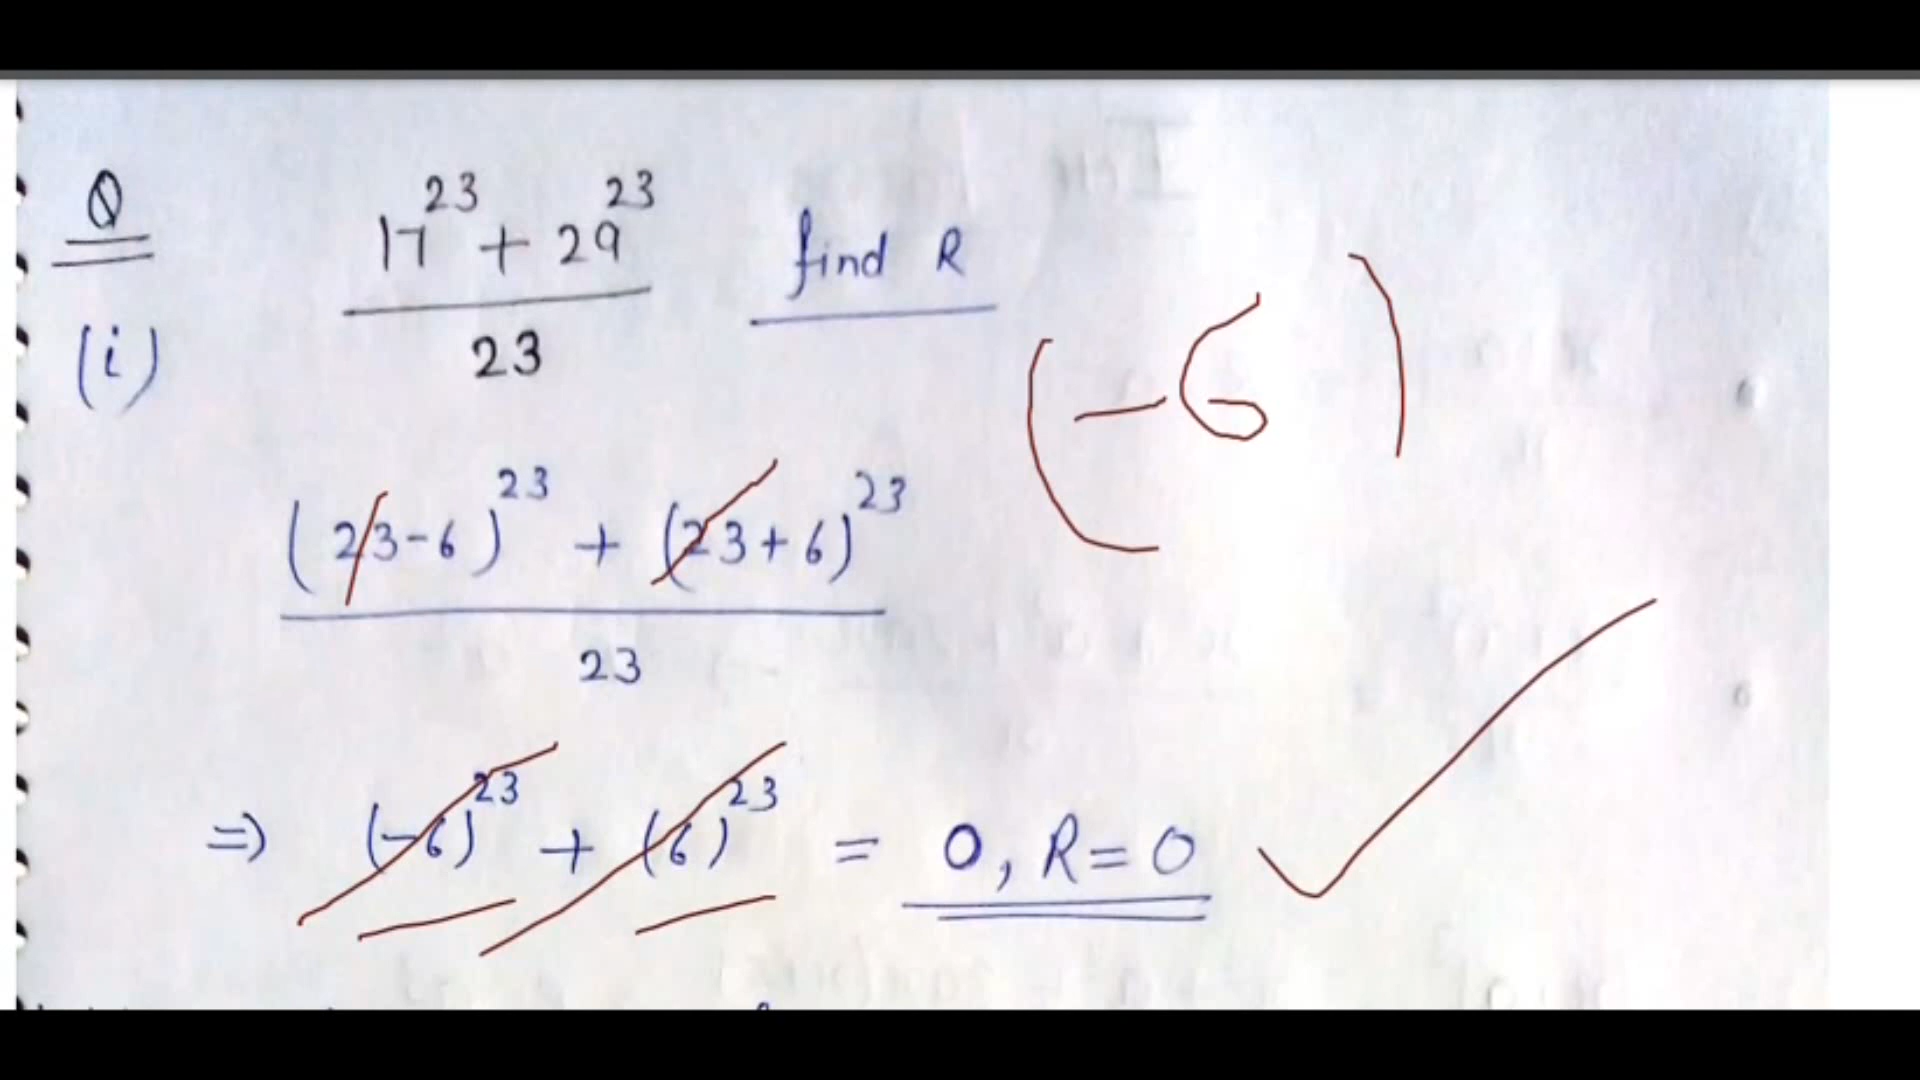 Q 17^23 + 29^23 find R
(i) 23
(-6)
(23-6)^23 + (23+6)^23
23
=> (-6)^23 + (6)^23 = 0, R=0